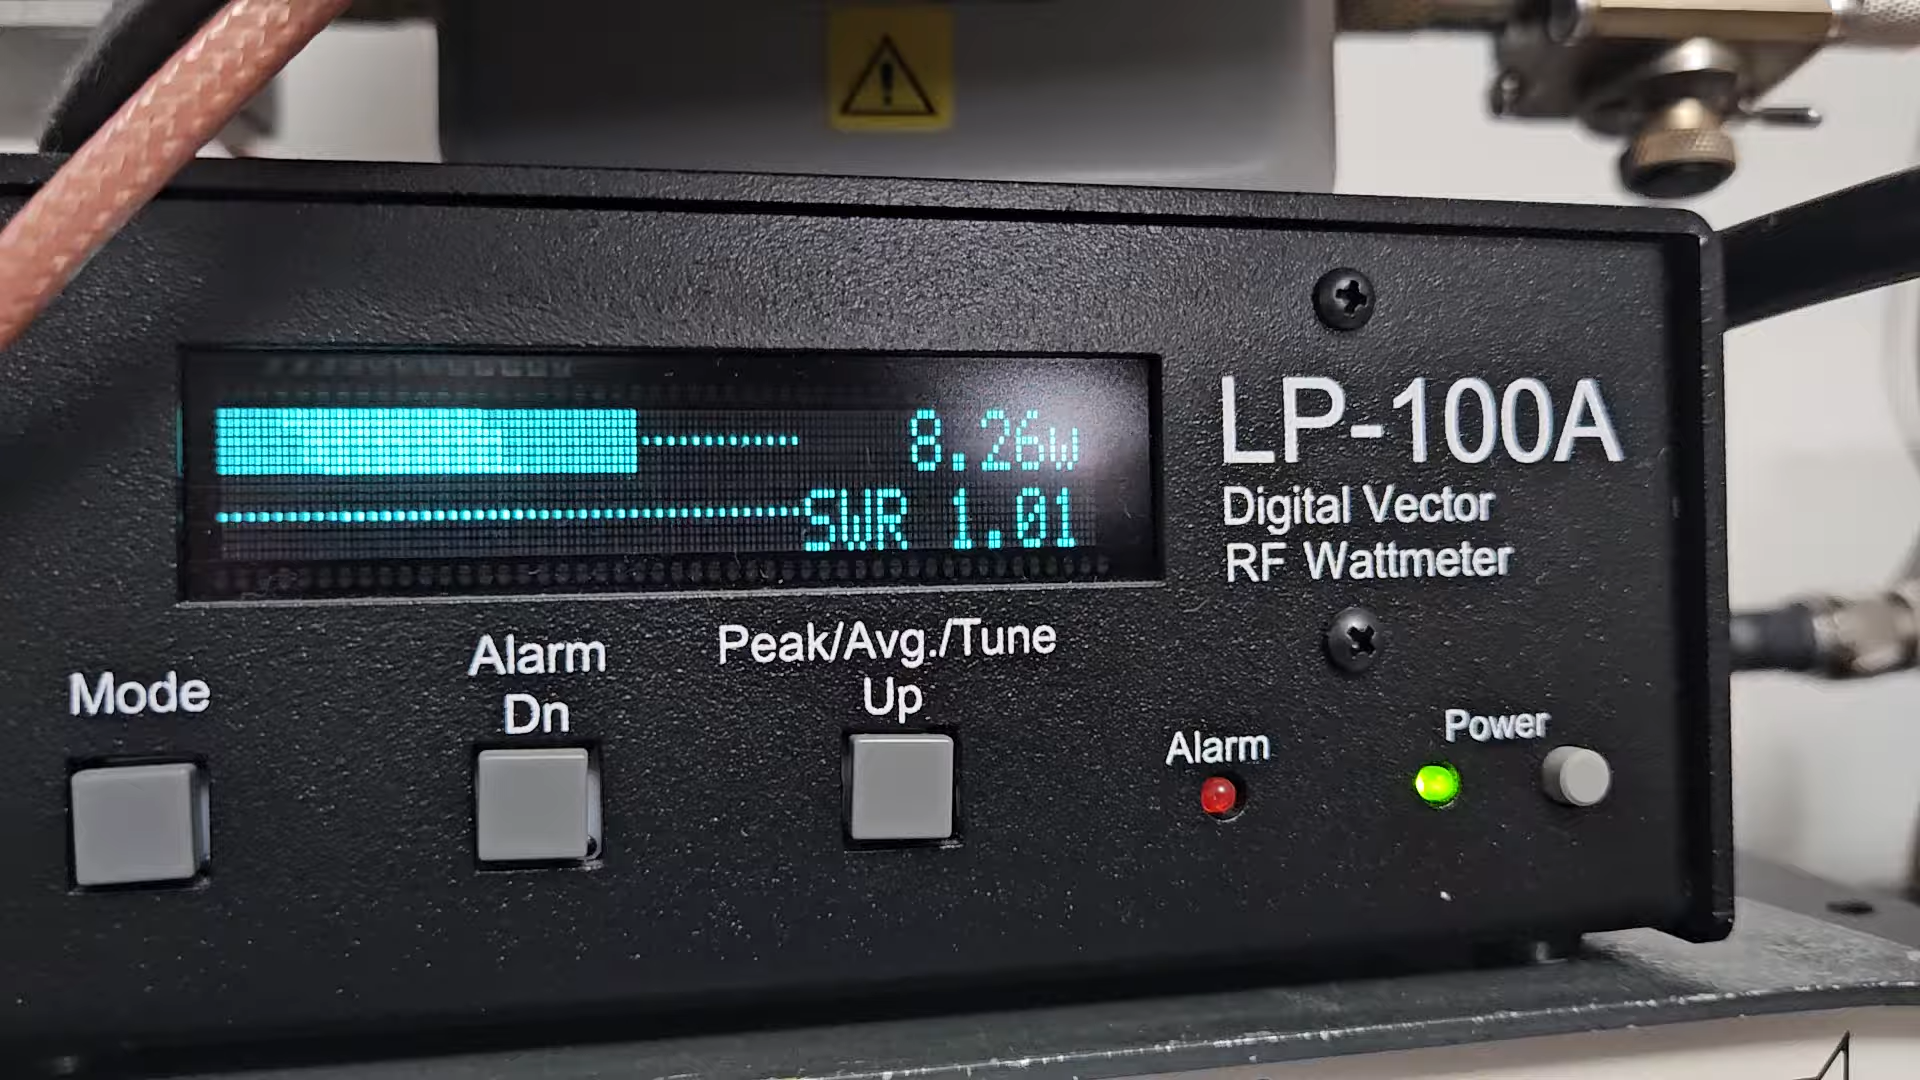 8.26w
SWR 1.01
LP-100A
Digital Vector
RF Wattmeter
Mode
Alarm
Dn
Peak/Avg./Tune
Up
Alarm
Power